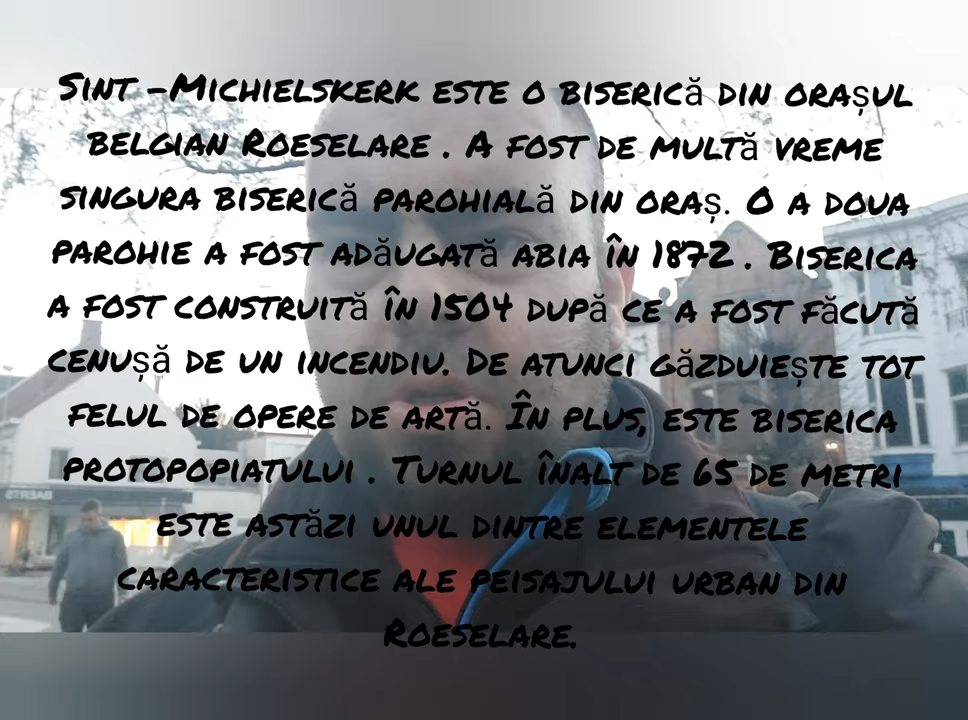 Sint -Michielskerk este o biserică din orașul
belgian Roeselare . A fost de multă vreme
singura biserică parohială din oraș. O a doua
parohie a fost adăugată abia în 1872 . Biserica
a fost construită în 1504 după ce a fost făcută
cenușă de un incendiu. De atunci găzduiește tot
felul de opere de artă. În plus, este biserica
protopopiatului . Turnul înalt de 65 de metri
este astăzi unul dintre elementele
caracteristice ale peisajului urban din
Roeselare.